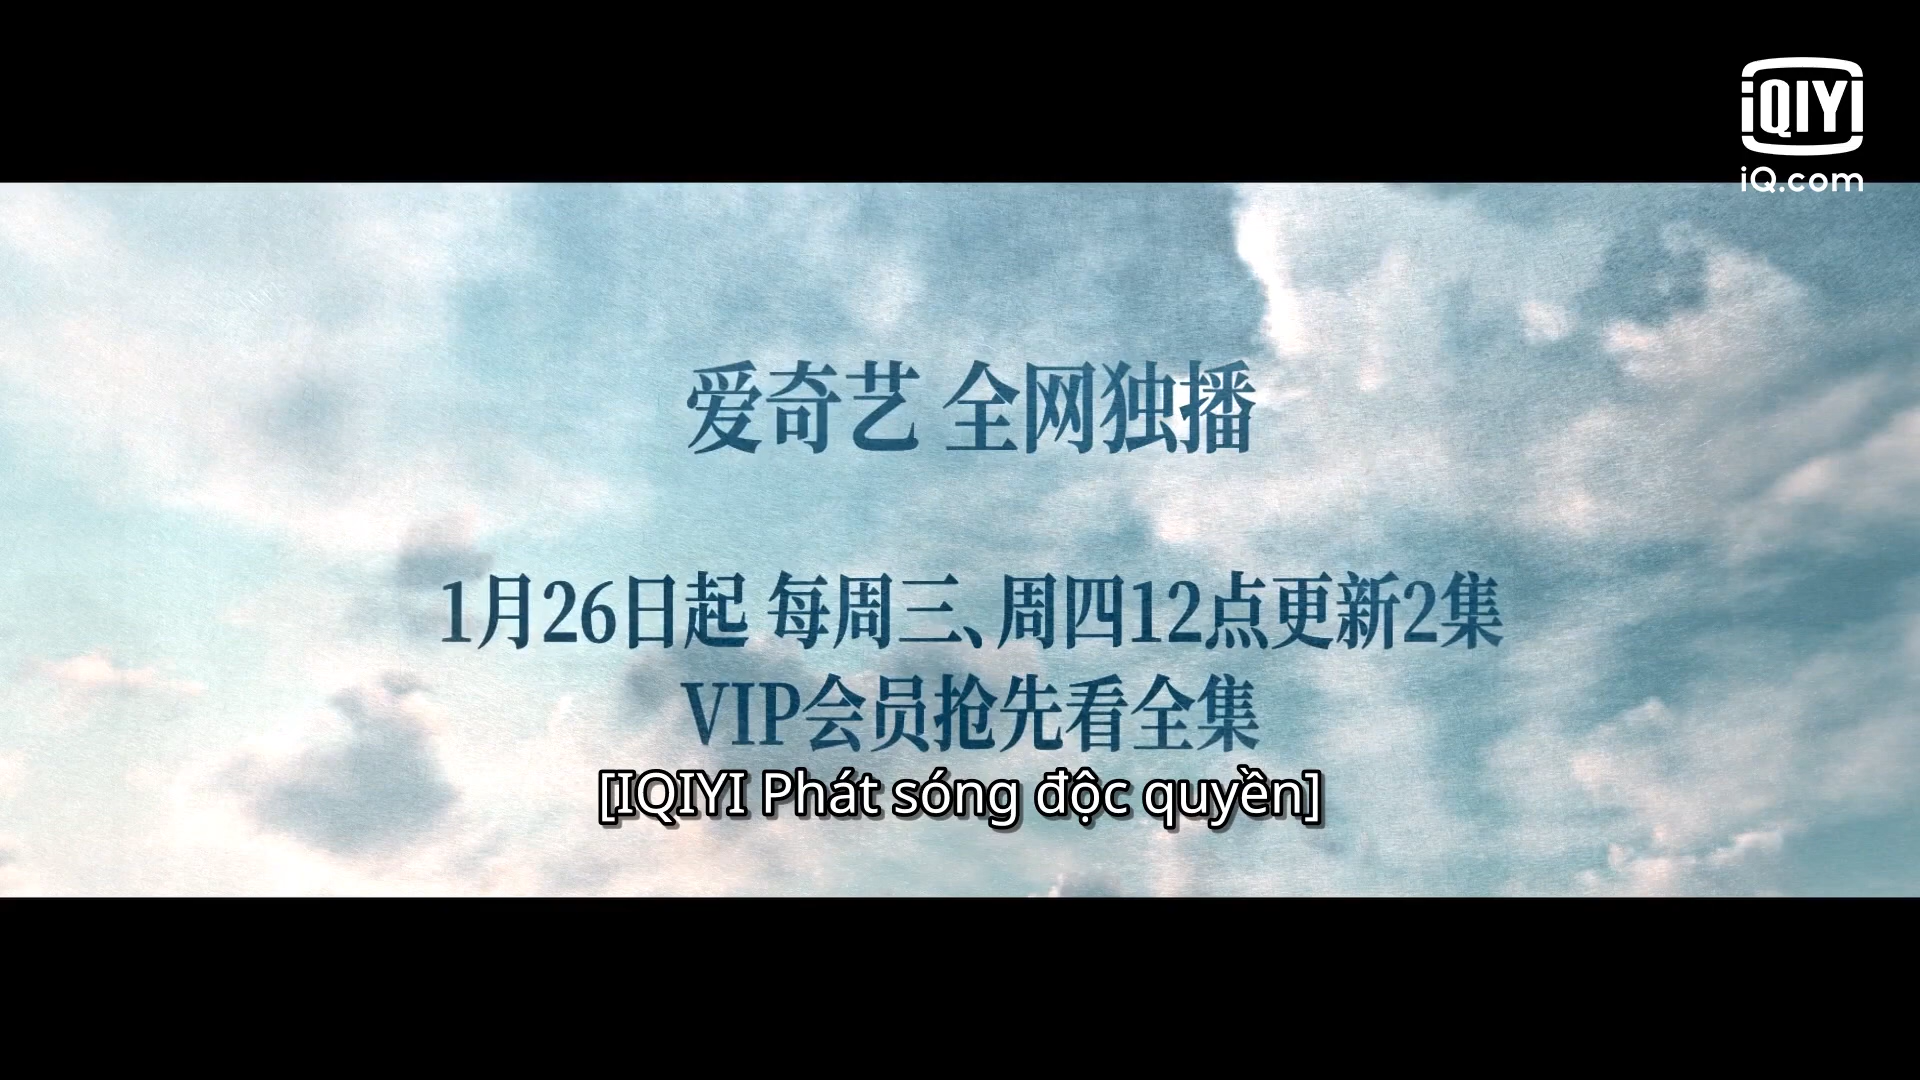 iQIYI
iQ.com
爱奇艺 全网独播
1月26日起 每周三、周四12点更新2集
VIP会员抢先看全集
[IQIYI Phát sóng độc quyền]